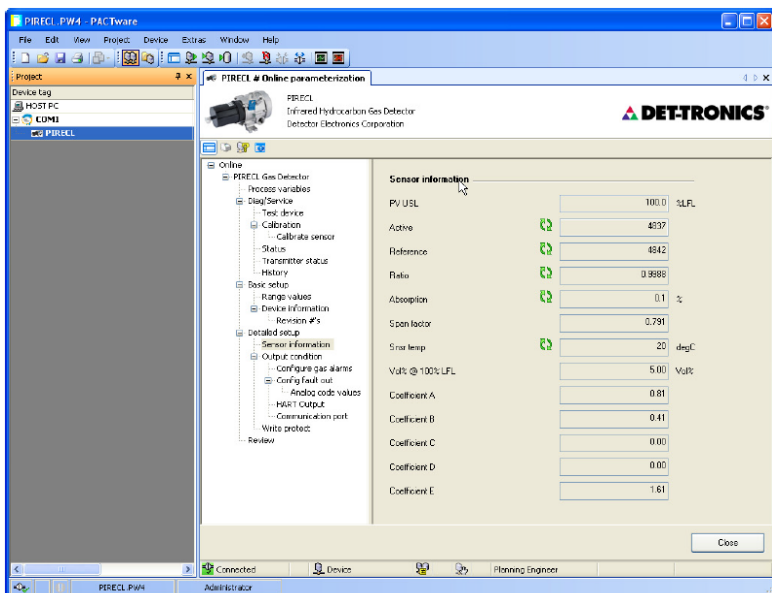 PIRECL.PW4 - PACTware
File Edit View Project Device Extras Window Help
Project
Device tag
HOST PC
COM1
PIRECL
PIRECL # Online parameterization
PIRECL
Infrared Hydrocarbon Gas Detector
Detector Electronics Corporation
DET-TRONICS®
Online
PIRECL Gas Detector
Process variables
Diag/Service
Test device
Calibration
Calibrate sensor
Status
Transmitter status
History
Basic setup
Range values
Device information
Revision #'s
Detailed setup
Sensor information
Output condition
Configure gas alarms
Config fault out
Analog code values
HART Output
Communication port
Write protect
Review
Sensor information
PV USL 100.0 %LFL
Active 4837
Reference 4842
Ratio 0.9988
Absorption 0.1 %
Span factor 0.791
Snsr temp 20 degC
Vol% @ 100% LFL 5.00 Vol%
Coefficient A 0.81
Coefficient B 0.41
Coefficient C 0.00
Coefficient D 0.00
Coefficient E 1.61
Close
Connected Device Planning Engineer
PIRECL.PW4 Administrator